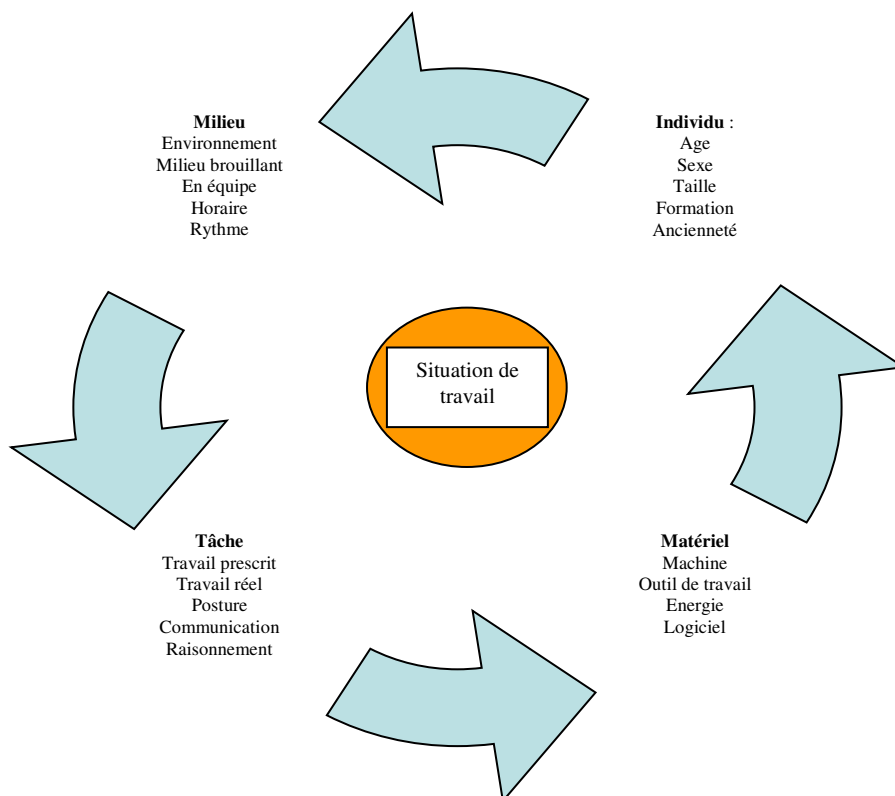 Milieu
Environnement
Milieu brouillant
En équipe
Horaire
Rythme
Individu :
Age
Sexe
Taille
Formation
Ancienneté
Situation de
travail
Tâche
Travail prescrit
Travail réel
Posture
Communication
Raisonnement
Matériel
Machine
Outil de travail
Energie
Logiciel